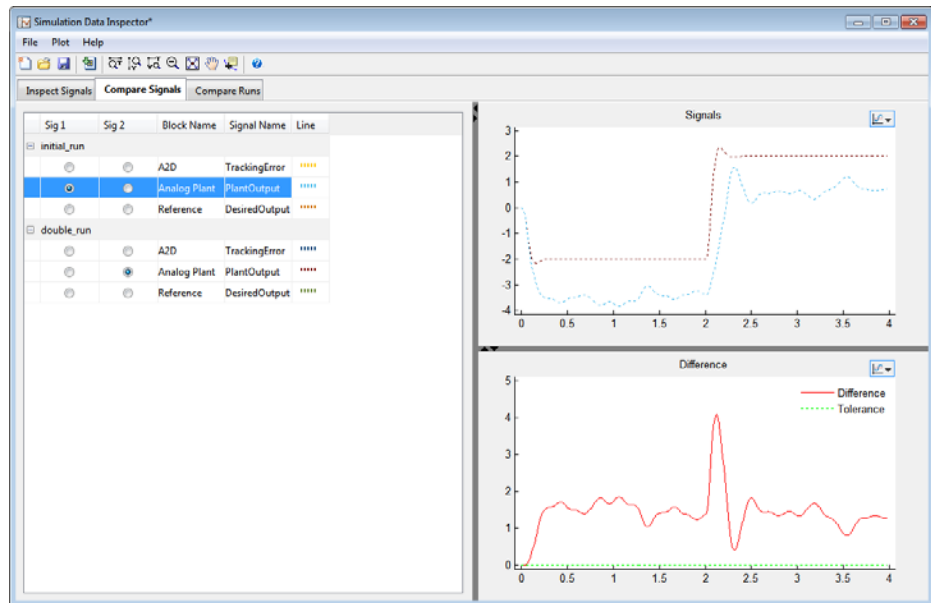 Simulation Data Inspector*
File Plot Help
Inspect Signals Compare Signals Compare Runs
Sig 1 Sig 2 Block Name Signal Name Line
initial_run
A2D TrackingError
Analog Plant PlantOutput
Reference DesiredOutput
double_run
A2D TrackingError
Analog Plant PlantOutput
Reference DesiredOutput
Signals
3
2
1
0
-1
-2
-3
-4
0 0.5 1 1.5 2 2.5 3 3.5 4
Difference
5
4
3
2
1
0
Difference
Tolerance
0 0.5 1 1.5 2 2.5 3 3.5 4